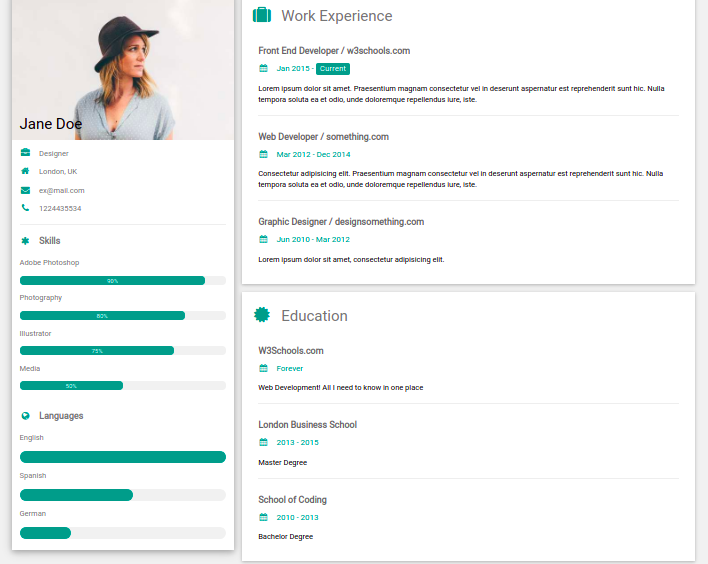 Jane Doe
Designer
London, UK
ex@mail.com
1224435534
Skills
Adobe Photoshop
90%
Photography
80%
Illustrator
75%
Media
50%
Languages
English
Spanish
German
Work Experience
Front End Developer / w3schools.com
Jan 2015 - Current
Lorem ipsum dolor sit amet. Praesentium magnam consectetur vel in deserunt aspernatur est reprehenderit sunt hic. Nulla
tempora soluta ea et odio, unde doloremque repellendus iure, iste.
Web Developer / something.com
Mar 2012 - Dec 2014
Consectetur adipisicing elit. Praesentium magnam consectetur vel in deserunt aspernatur est reprehenderit sunt hic. Nulla
tempora soluta ea et odio, unde doloremque repellendus iure, iste.
Graphic Designer / designsomething.com
Jun 2010 - Mar 2012
Lorem ipsum dolor sit amet, consectetur adipisicing elit.
Education
W3Schools.com
Forever
Web Development! All I need to know in one place
London Business School
2013 - 2015
Master Degree
School of Coding
2010 - 2013
Bachelor Degree